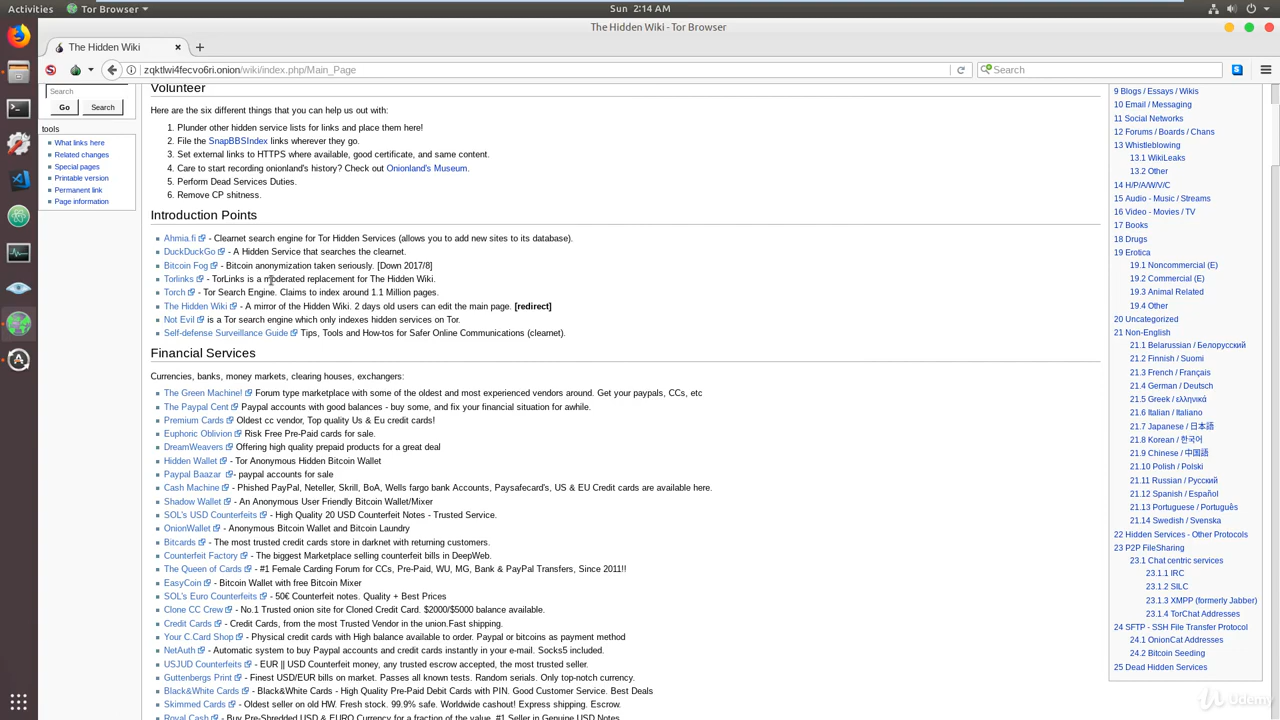 Activities
Tor Browser
Sun 2:14 AM
The Hidden Wiki - Tor Browser
The Hidden Wiki
zqktlwi4fecvo6ri.onion/wiki/index.php/Main_Page
Search
Search
Go
Search
tools
What links here
Related changes
Special pages
Printable version
Permanent link
Page information
Volunteer
Here are the six different things that you can help us out with:
1. Plunder other hidden service lists for links and place them here!
2. File the SnapBBSIndex links wherever they go.
3. Set external links to HTTPS where available, good certificate, and same content.
4. Care to start recording onionland's history? Check out Onionland's Museum.
5. Perform Dead Services Duties.
6. Remove CP shitness.
Introduction Points
Ahmia.fi - Clearnet search engine for Tor Hidden Services (allows you to add new sites to its database).
DuckDuckGo - A Hidden Service that searches the clearnet.
Bitcoin Fog - Bitcoin anonymization taken seriously. [Down 2017/8]
Torlinks - TorLinks is a moderated replacement for The Hidden Wiki.
Torch - Tor Search Engine. Claims to index around 1.1 Million pages.
The Hidden Wiki - A mirror of the Hidden Wiki. 2 days old users can edit the main page. [redirect]
Not Evil is a Tor search engine which only indexes hidden services on Tor.
Self-defense Surveillance Guide Tips, Tools and How-tos for Safer Online Communications (clearnet).
Financial Services
Currencies, banks, money markets, clearing houses, exchangers:
The Green Machine! Forum type marketplace with some of the oldest and most experienced vendors around. Get your paypals, CCs, etc
The Paypal Cent Paypal accounts with good balances - buy some, and fix your financial situation for awhile.
Premium Cards Oldest cc vendor, Top quality Us & Eu credit cards!
Euphoric Oblivion Risk Free Pre-Paid cards for sale.
DreamWeavers Offering high quality prepaid products for a great deal
Hidden Wallet - Tor Anonymous Hidden Bitcoin Wallet
Paypal Baazar - paypal accounts for sale
Cash Machine - Phished PayPal, Neteller, Skrill, BoA, Wells fargo bank Accounts, Paysafecard's, US & EU Credit cards are available here.
Shadow Wallet - An Anonymous User Friendly Bitcoin Wallet/Mixer
SOL's USD Counterfeits - High Quality 20 USD Counterfeit Notes - Trusted Service.
OnionWallet - Anonymous Bitcoin Wallet and Bitcoin Laundry
Bitcards - The most trusted credit cards store in darknet with returning customers.
Counterfeit Factory - The biggest Marketplace selling counterfeit bills in DeepWeb.
The Queen of Cards - #1 Female Carding Forum for CCs, Pre-Paid, WU, MG, Bank & PayPal Transfers, Since 2011!!
EasyCoin - Bitcoin Wallet with free Bitcoin Mixer
SOL's Euro Counterfeits - 50€ Counterfeit notes. Quality + Best Prices
Clone CC Crew - No.1 Trusted onion site for Cloned Credit Card. $2000/$5000 balance available.
Credit Cards - Credit Cards, from the most Trusted Vendor in the union.Fast shipping.
Your C.Card Shop - Physical credit cards with High balance available to order. Paypal or bitcoins as payment method
NetAuth - Automatic system to buy Paypal accounts and credit cards instantly in your e-mail. Socks5 included.
USJUD Counterfeits - EUR || USD Counterfeit money, any trusted escrow accepted, the most trusted seller.
Guttenbergs Print - Finest USD/EUR bills on market. Passes all known tests. Random serials. Only top-notch currency.
Black&White Cards - Black&White Cards - High Quality Pre-Paid Debit Cards with PIN. Good Customer Service. Best Deals
Skimmed Cards - Oldest seller on old HW. Fresh stock. 99.9% safe. Worldwide cashout! Express shipping. Escrow.
Royal Cash - Buy Pre-Shredded USD & EURO Currency for a fraction of the value. #1 Seller in Genuine USD Notes
9 Blogs / Essays / Wikis
10 Email / Messaging
11 Social Networks
12 Forums / Boards / Chans
13 Whistleblowing
13.1 WikiLeaks
13.2 Other
14 H/P/A/W/V/C
15 Audio - Music / Streams
16 Video - Movies / TV
17 Books
18 Drugs
19 Erotica
19.1 Noncommercial (E)
19.2 Commercial (E)
19.3 Animal Related
19.4 Other
20 Uncategorized
21 Non-English
21.1 Belarussian / Белорусский
21.2 Finnish / Suomi
21.3 French / Français
21.4 German / Deutsch
21.5 Greek / ελληνικά
21.6 Italian / Italiano
21.7 Japanese / 日本語
21.8 Korean / 한국어
21.9 Chinese / 中国語
21.10 Polish / Polski
21.11 Russian / Русский
21.12 Spanish / Español
21.13 Portuguese / Português
21.14 Swedish / Svenska
22 Hidden Services - Other Protocols
23 P2P FileSharing
23.1 Chat centric services
23.1.1 IRC
23.1.2 SILC
23.1.3 XMPP (formerly Jabber)
23.1.4 TorChat Addresses
24 SFTP - SSH File Transfer Protocol
24.1 OnionCat Addresses
24.2 Bitcoin Seeding
25 Dead Hidden Services
Udemy